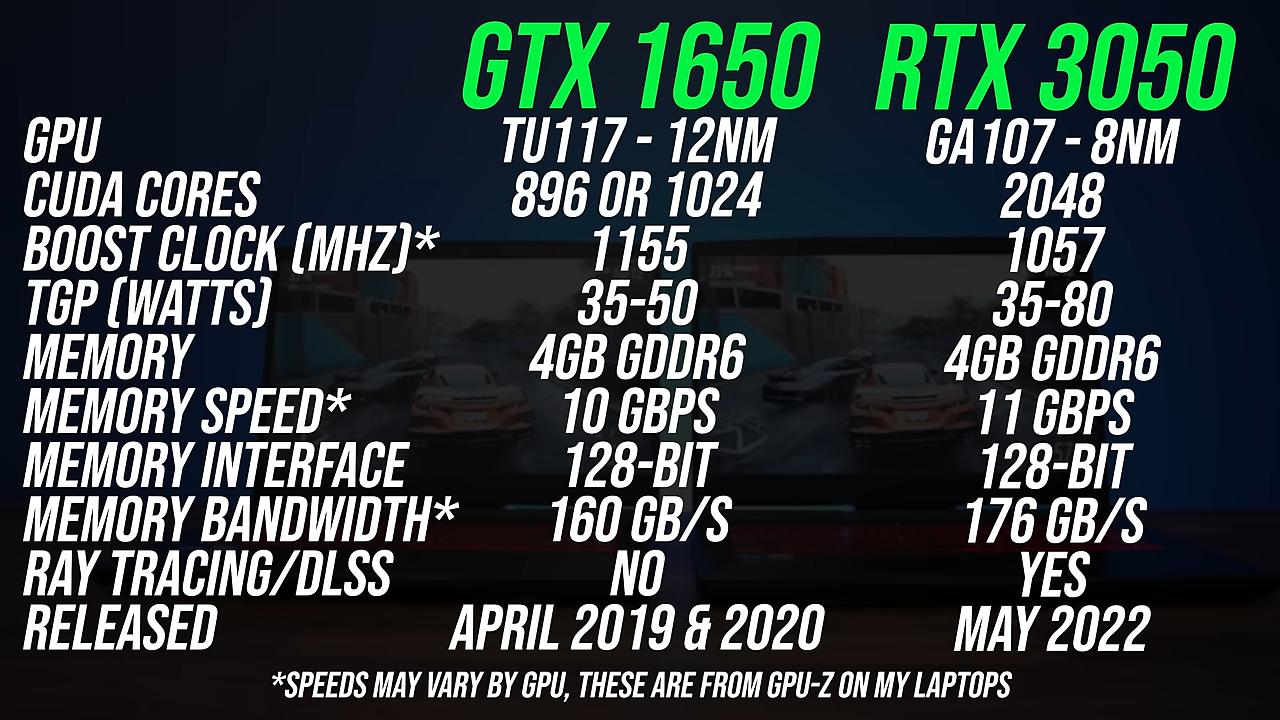 GTX 1650 RTX 3050
GPU TU117 - 12NM GA107 - 8NM
CUDA CORES 896 OR 1024 2048
BOOST CLOCK (MHZ)* 1155 1057
TGP (WATTS) 35-50 35-80
MEMORY 4GB GDDR6 4GB GDDR6
MEMORY SPEED* 10 GBPS 11 GBPS
MEMORY INTERFACE 128-BIT 128-BIT
MEMORY BANDWIDTH* 160 GB/S 176 GB/S
RAY TRACING/DLSS NO YES
RELEASED APRIL 2019 & 2020 MAY 2022
*SPEEDS MAY VARY BY GPU, THESE ARE FROM GPU-Z ON MY LAPTOPS